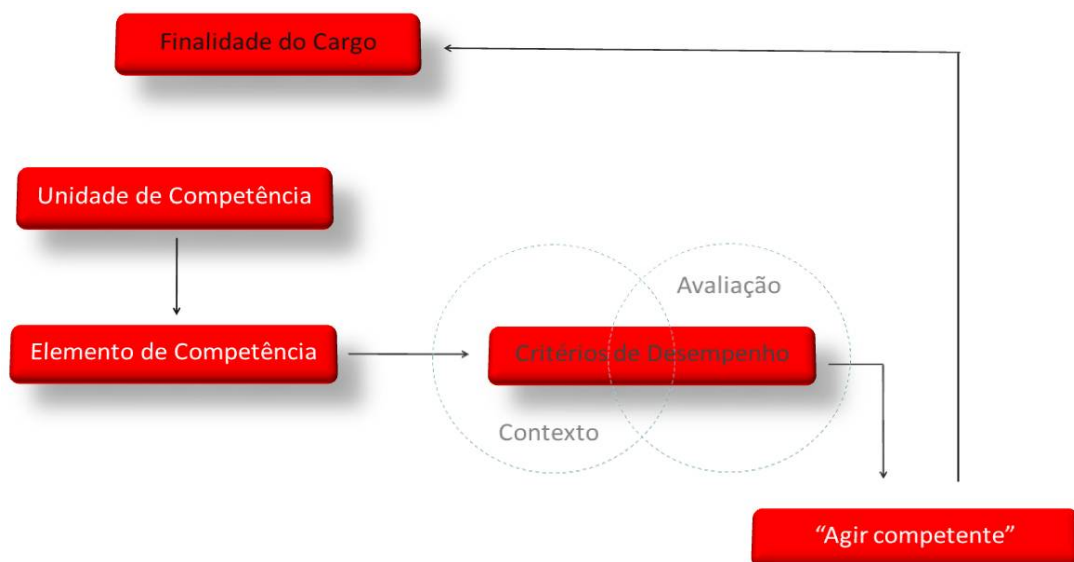 Finalidade do Cargo
Unidade de Competência
Avaliação
Elemento de Competência
Critérios de Desempenho
Contexto
“Agir competente”